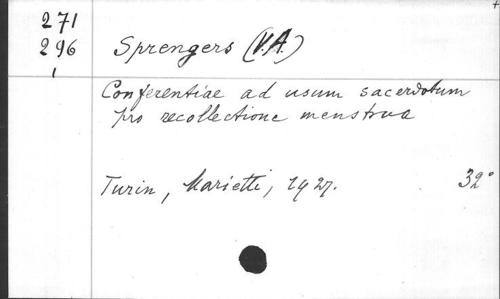 271
296
1
Sprengers (V.A.)
Conferentiae ad usum sacerdotum
pro recollectione menstrua
Turin, Marietti, 1927. 32°